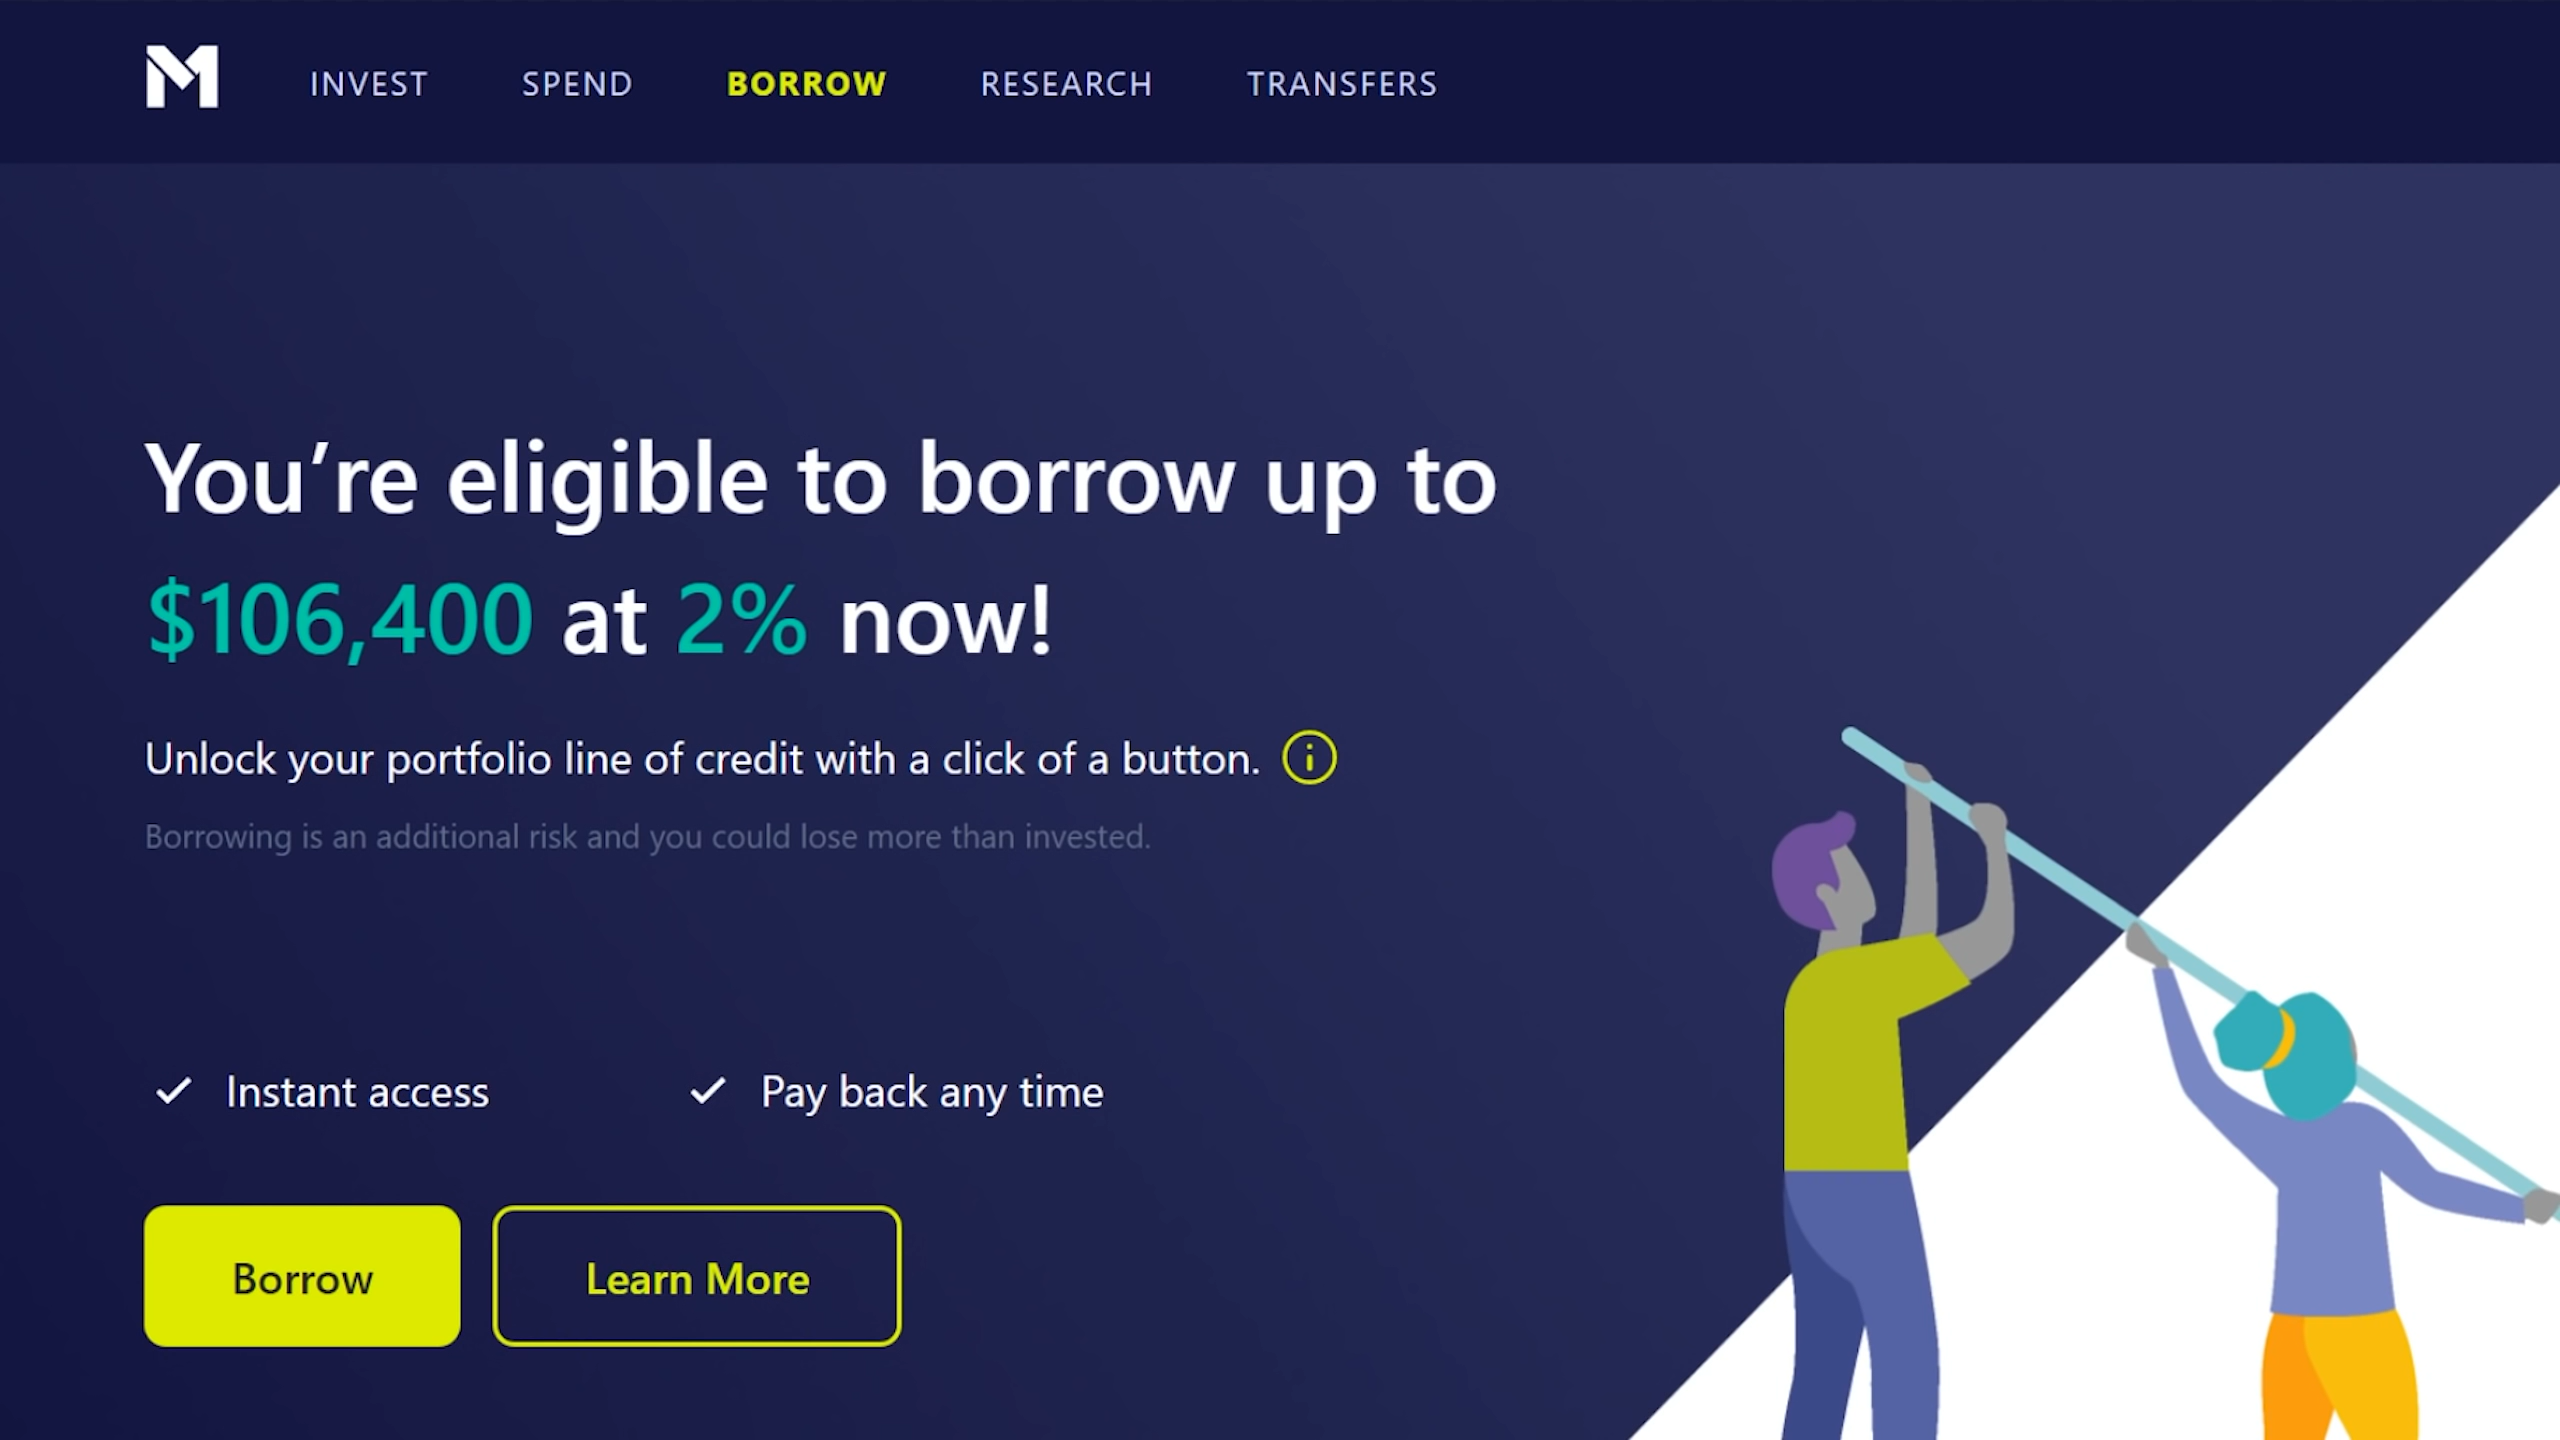 M
INVEST
SPEND
BORROW
RESEARCH
TRANSFERS
You’re eligible to borrow up to
$106,400 at 2% now!
Unlock your portfolio line of credit with a click of a button.
Borrowing is an additional risk and you could lose more than invested.
Instant access
Pay back any time
Borrow
Learn More